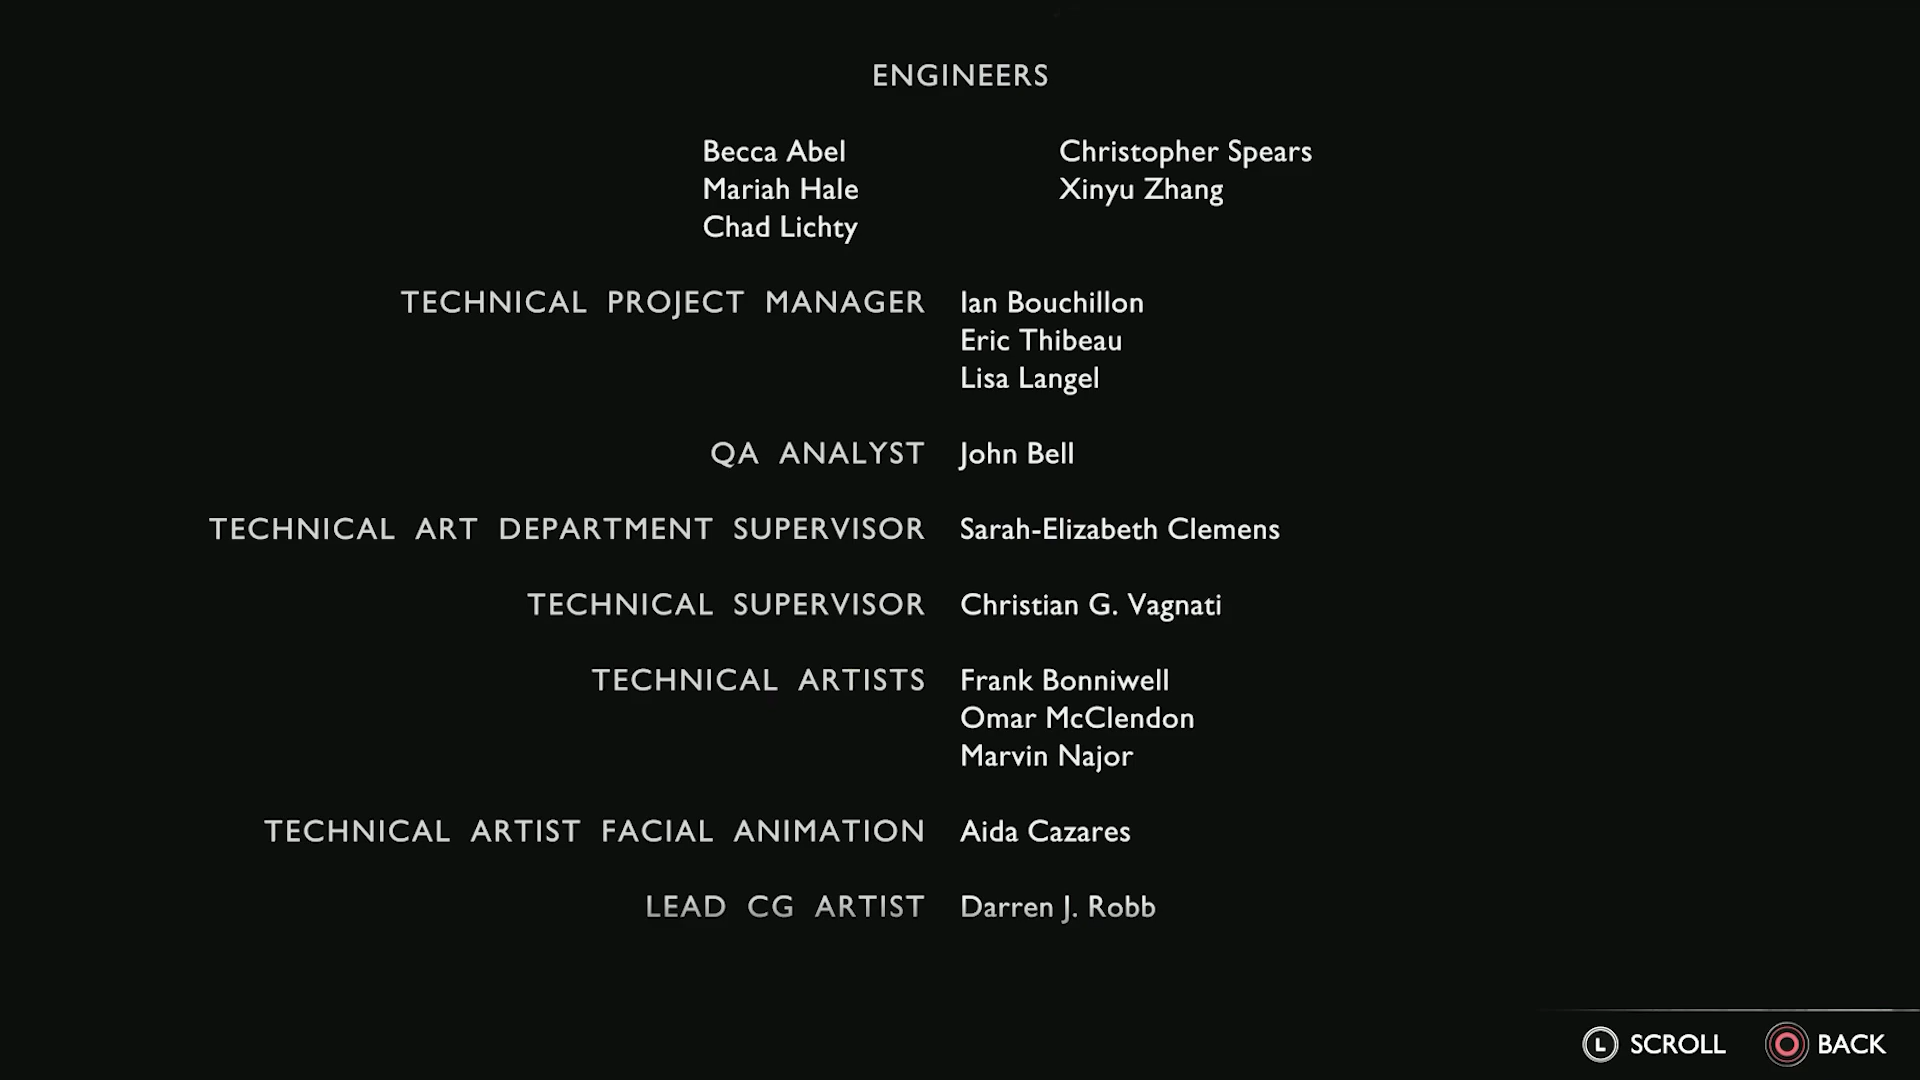 ENGINEERS
Becca Abel Christopher Spears
Mariah Hale Xinyu Zhang
Chad Lichty
TECHNICAL PROJECT MANAGER Ian Bouchillon
Eric Thibeau
Lisa Langel
QA ANALYST John Bell
TECHNICAL ART DEPARTMENT SUPERVISOR Sarah-Elizabeth Clemens
TECHNICAL SUPERVISOR Christian G. Vagnati
TECHNICAL ARTISTS Frank Bonniwell
Omar McClendon
Marvin Najor
TECHNICAL ARTIST FACIAL ANIMATION Aida Cazares
LEAD CG ARTIST Darren J. Robb
L SCROLL BACK